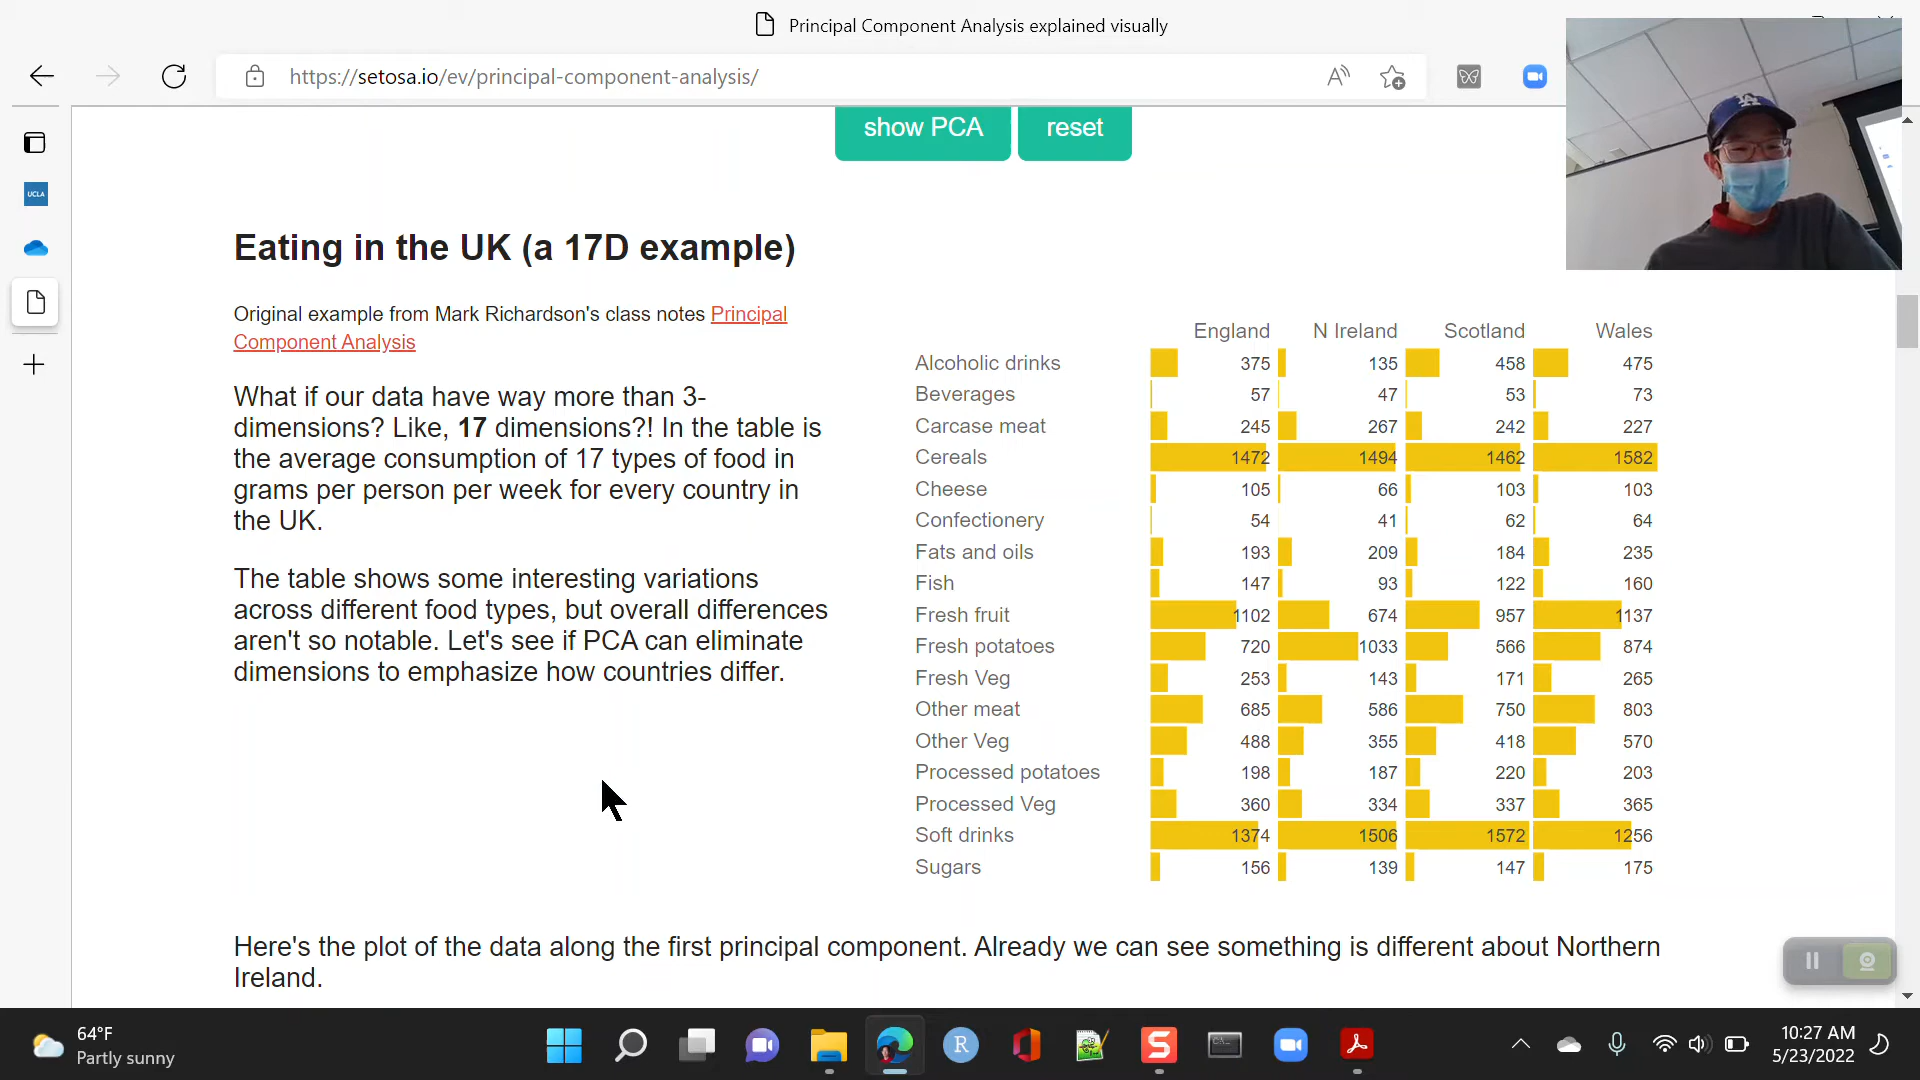 Principal Component Analysis explained visually
https://setosa.io/ev/principal-component-analysis/
UCLA
show PCA reset
Eating in the UK (a 17D example)
Original example from Mark Richardson's class notes Principal
Component Analysis
What if our data have way more than 3-
dimensions? Like, 17 dimensions?! In the table is
the average consumption of 17 types of food in
grams per person per week for every country in
the UK.
The table shows some interesting variations
across different food types, but overall differences
aren't so notable. Let's see if PCA can eliminate
dimensions to emphasize how countries differ.
England N Ireland Scotland Wales
Alcoholic drinks 375 135 458 475
Beverages 57 47 53 73
Carcase meat 245 267 242 227
Cereals 1472 1494 1462 1582
Cheese 105 66 103 103
Confectionery 54 41 62 64
Fats and oils 193 209 184 235
Fish 147 93 122 160
Fresh fruit 1102 674 957 1137
Fresh potatoes 720 1033 566 874
Fresh Veg 253 143 171 265
Other meat 685 586 750 803
Other Veg 488 355 418 570
Processed potatoes 198 187 220 203
Processed Veg 360 334 337 365
Soft drinks 1374 1506 1572 1256
Sugars 156 139 147 175
Here's the plot of the data along the first principal component. Already we can see something is different about Northern
Ireland.
64°F
Partly sunny
10:27 AM
5/23/2022